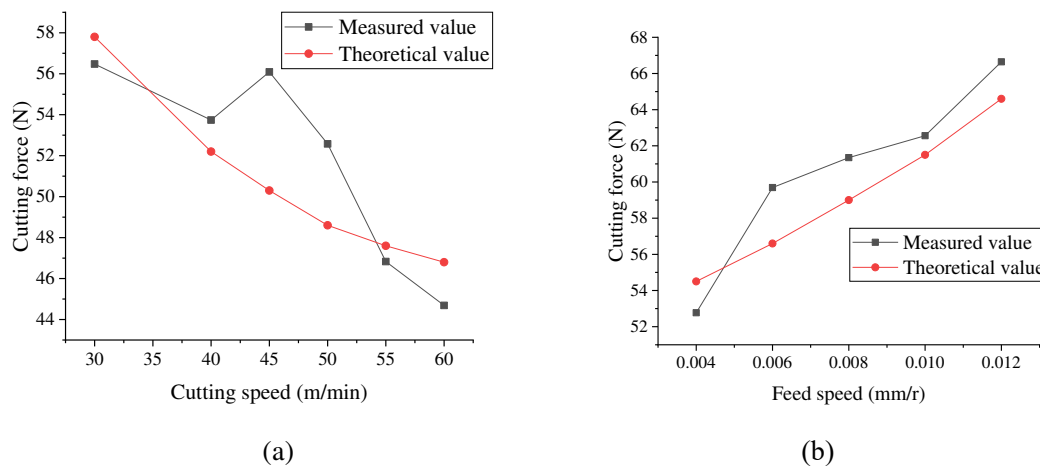 Measured value
Theoretical value
58
56
54
52
50
48
46
44
Cutting force (N)
30
35
40
45
50
55
60
Cutting speed (m/min)
(a)
Measured value
Theoretical value
68
66
64
62
60
58
56
54
52
Cutting force (N)
0.004
0.006
0.008
0.010
0.012
Feed speed (mm/r)
(b)